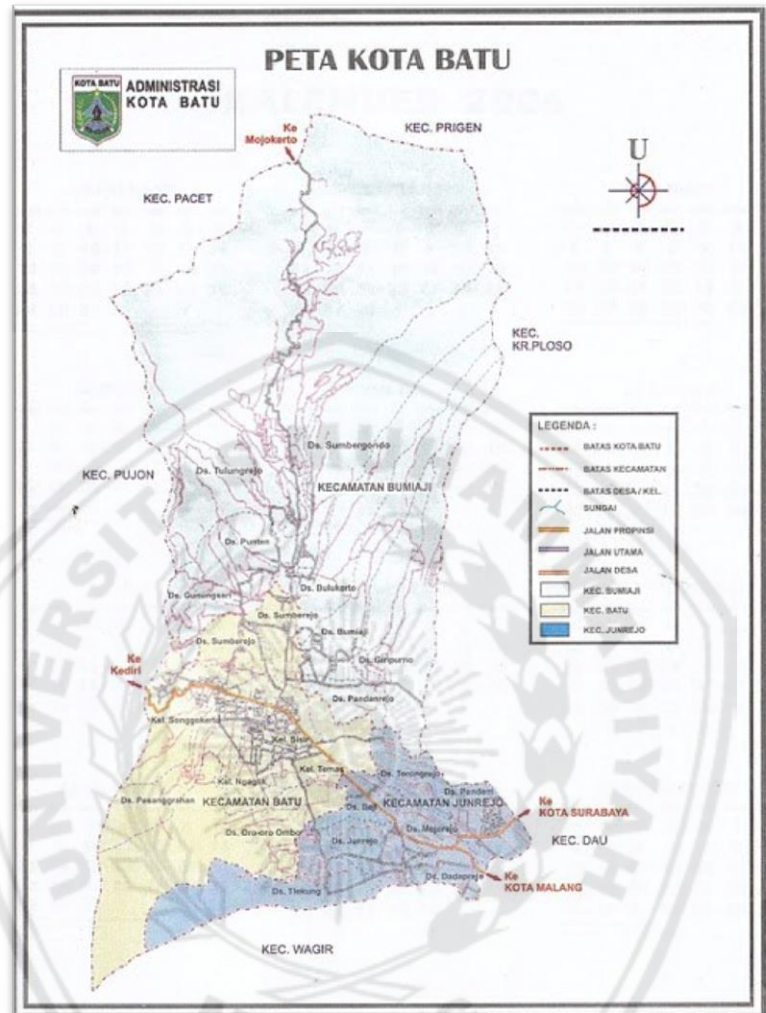 PETA KOTA BATU
KOTA BATU
ADMINISTRASI
KOTA BATU
Ke
Mojokerto
KEC. PRIGEN
U
KEC. PACET
KEC.
KR.PLOSO
LEGENDA :
BATAS KOTA BATU
BATAS KECAMATAN
BATAS DESA / KEL.
SUNGAI
JALAN PROPINSI
JALAN UTAMA
JALAN DESA
KEC. BUMIAJI
KEC. BATU
KEC. JUNREJO
Ds. Sumbergondo
KEC. PUJON
Ds. Tulungrejo
KECAMATAN BUMIAJI
Ds. Punten
Ds. Gunungsari
Ds. Bulukerto
Ds. Sumberejo
Ds. Bumiaji
Ds. Sumberejo
Ds. Giripurno
Ke
Kediri
Ds. Pandanrejo
Kel. Songgokerto
Kel. Sisir
Kel. Temas
Kel. Ngaglik
Ds. Pesanggrahan
KECAMATAN BATU
Ds. Beji
KECAMATAN JUNREJO
Ds. Pendem
Ke
KOTA SURABAYA
Ds. Oro-oro Ombo
Ds. Junrejo
Ds. Mojorejo
KEC. DAU
Ds. Tlekung
Ds. Dadaprejo
Ke
KOTA MALANG
KEC. WAGIR
UNIVERSITAS MUHAMMADIYAH